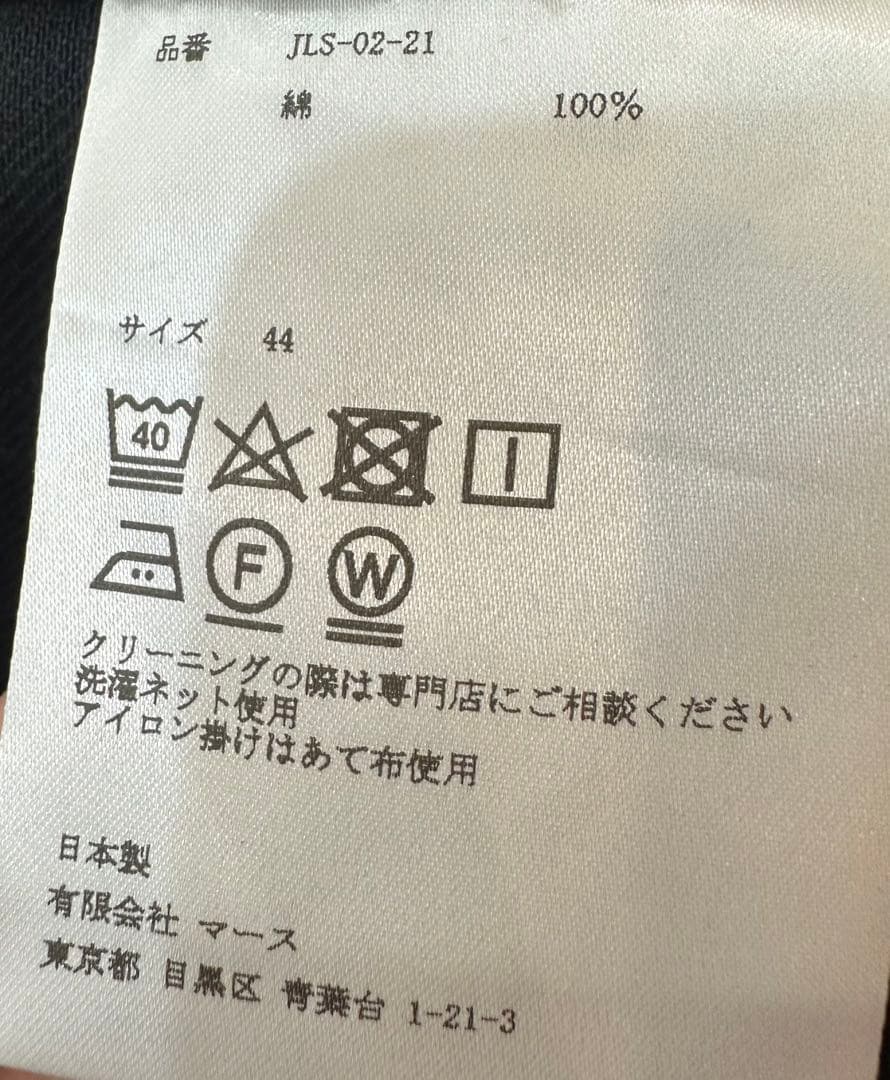 品番 JLS-02-21
綿 100%
サイズ 44
40
F W
クリーニングの際は専門店にご相談ください
洗濯ネット使用
アイロン掛けはあて布使用
日本製
有限会社 マース
東京都 目黒区 青葉台 1-21-3